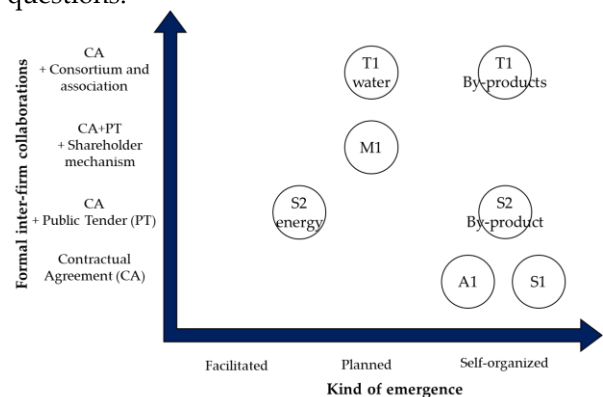 questions.
CA
+ Consortium and
association
CA+PT
+ Shareholder
mechanism
CA
+ Public Tender (PT)
Contractual
Agreement (CA)
Formal inter-firm collaborations
T1
water
T1
By-products
M1
S2
energy
S2
By-product
A1
S1
Facilitated
Planned
Self-organized
Kind of emergence